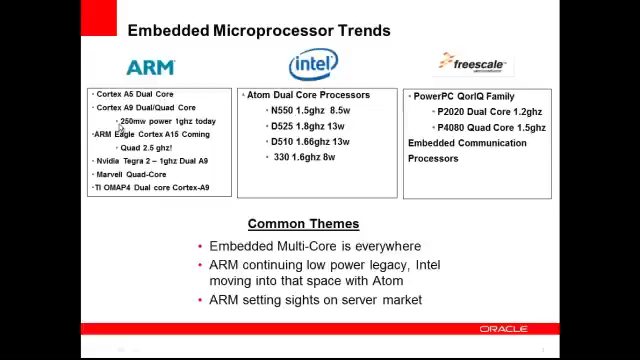 Embedded Microprocessor Trends
ARM
intel
freescale
• Cortex A5 Dual Core
• Cortex A9 Dual/Quad Core
• 250mw power 1ghz today
•ARM Eagle Cortex A15 Coming
• Quad 2.5 ghz!
• Nvidia Tegra 2 – 1ghz Dual A9
• Marvell Quad-Core
• TI OMAP4 Dual core Cortex-A9
• Atom Dual Core Processors
• N550 1.5ghz 8.5w
• D525 1.8ghz 13w
• D510 1.66ghz 13w
• 330 1.6ghz 8w
• PowerPC QorIQ Family
• P2020 Dual Core 1.2ghz
• P4080 Quad Core 1.5ghz
Embedded Communication
Processors
Common Themes
• Embedded Multi-Core is everywhere
• ARM continuing low power legacy, Intel
moving into that space with Atom
• ARM setting sights on server market
ORACLE